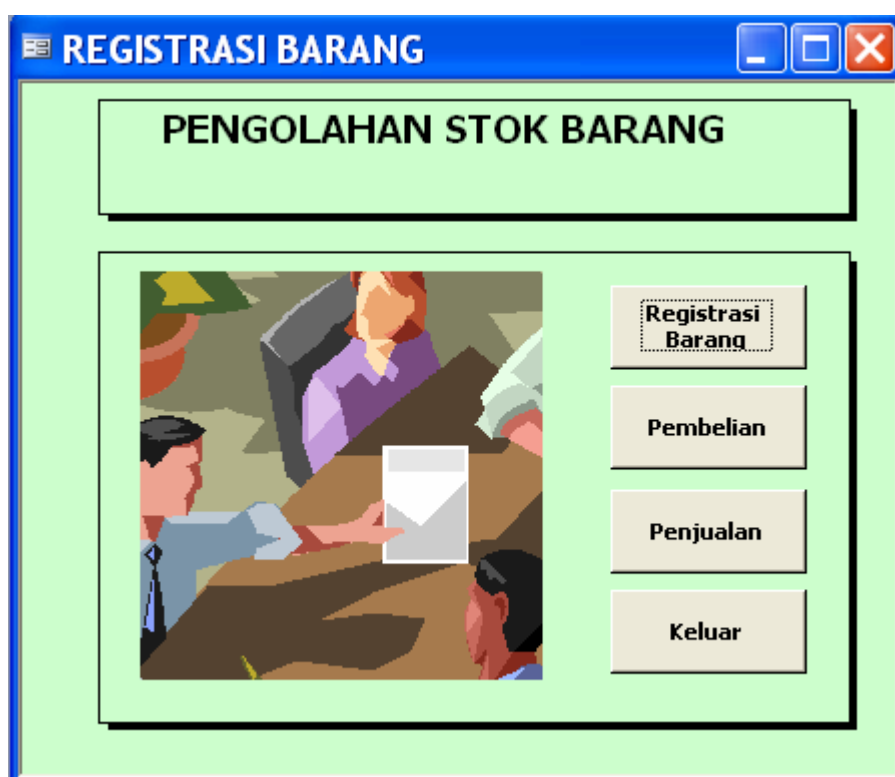 REGISTRASI BARANG
PENGOLAHAN STOK BARANG
Registrasi
Barang
Pembelian
Penjualan
Keluar